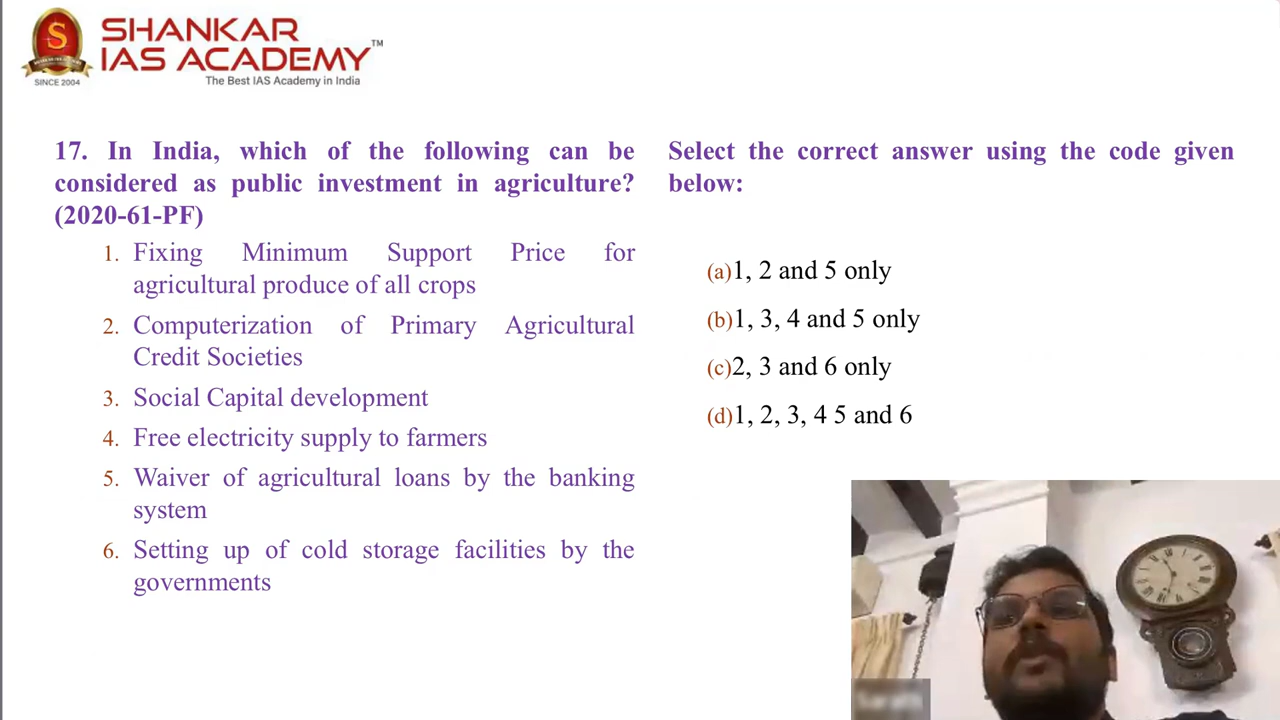 SHANKAR
IAS ACADEMY™
The Best IAS Academy in India
SINCE 2004
17. In India, which of the following can be
considered as public investment in agriculture?
(2020-61-PF)
1. Fixing Minimum Support Price for
agricultural produce of all crops
2. Computerization of Primary Agricultural
Credit Societies
3. Social Capital development
4. Free electricity supply to farmers
5. Waiver of agricultural loans by the banking
system
6. Setting up of cold storage facilities by the
governments
Select the correct answer using the code given
below:
(a)1, 2 and 5 only
(b)1, 3, 4 and 5 only
(c)2, 3 and 6 only
(d)1, 2, 3, 4 5 and 6